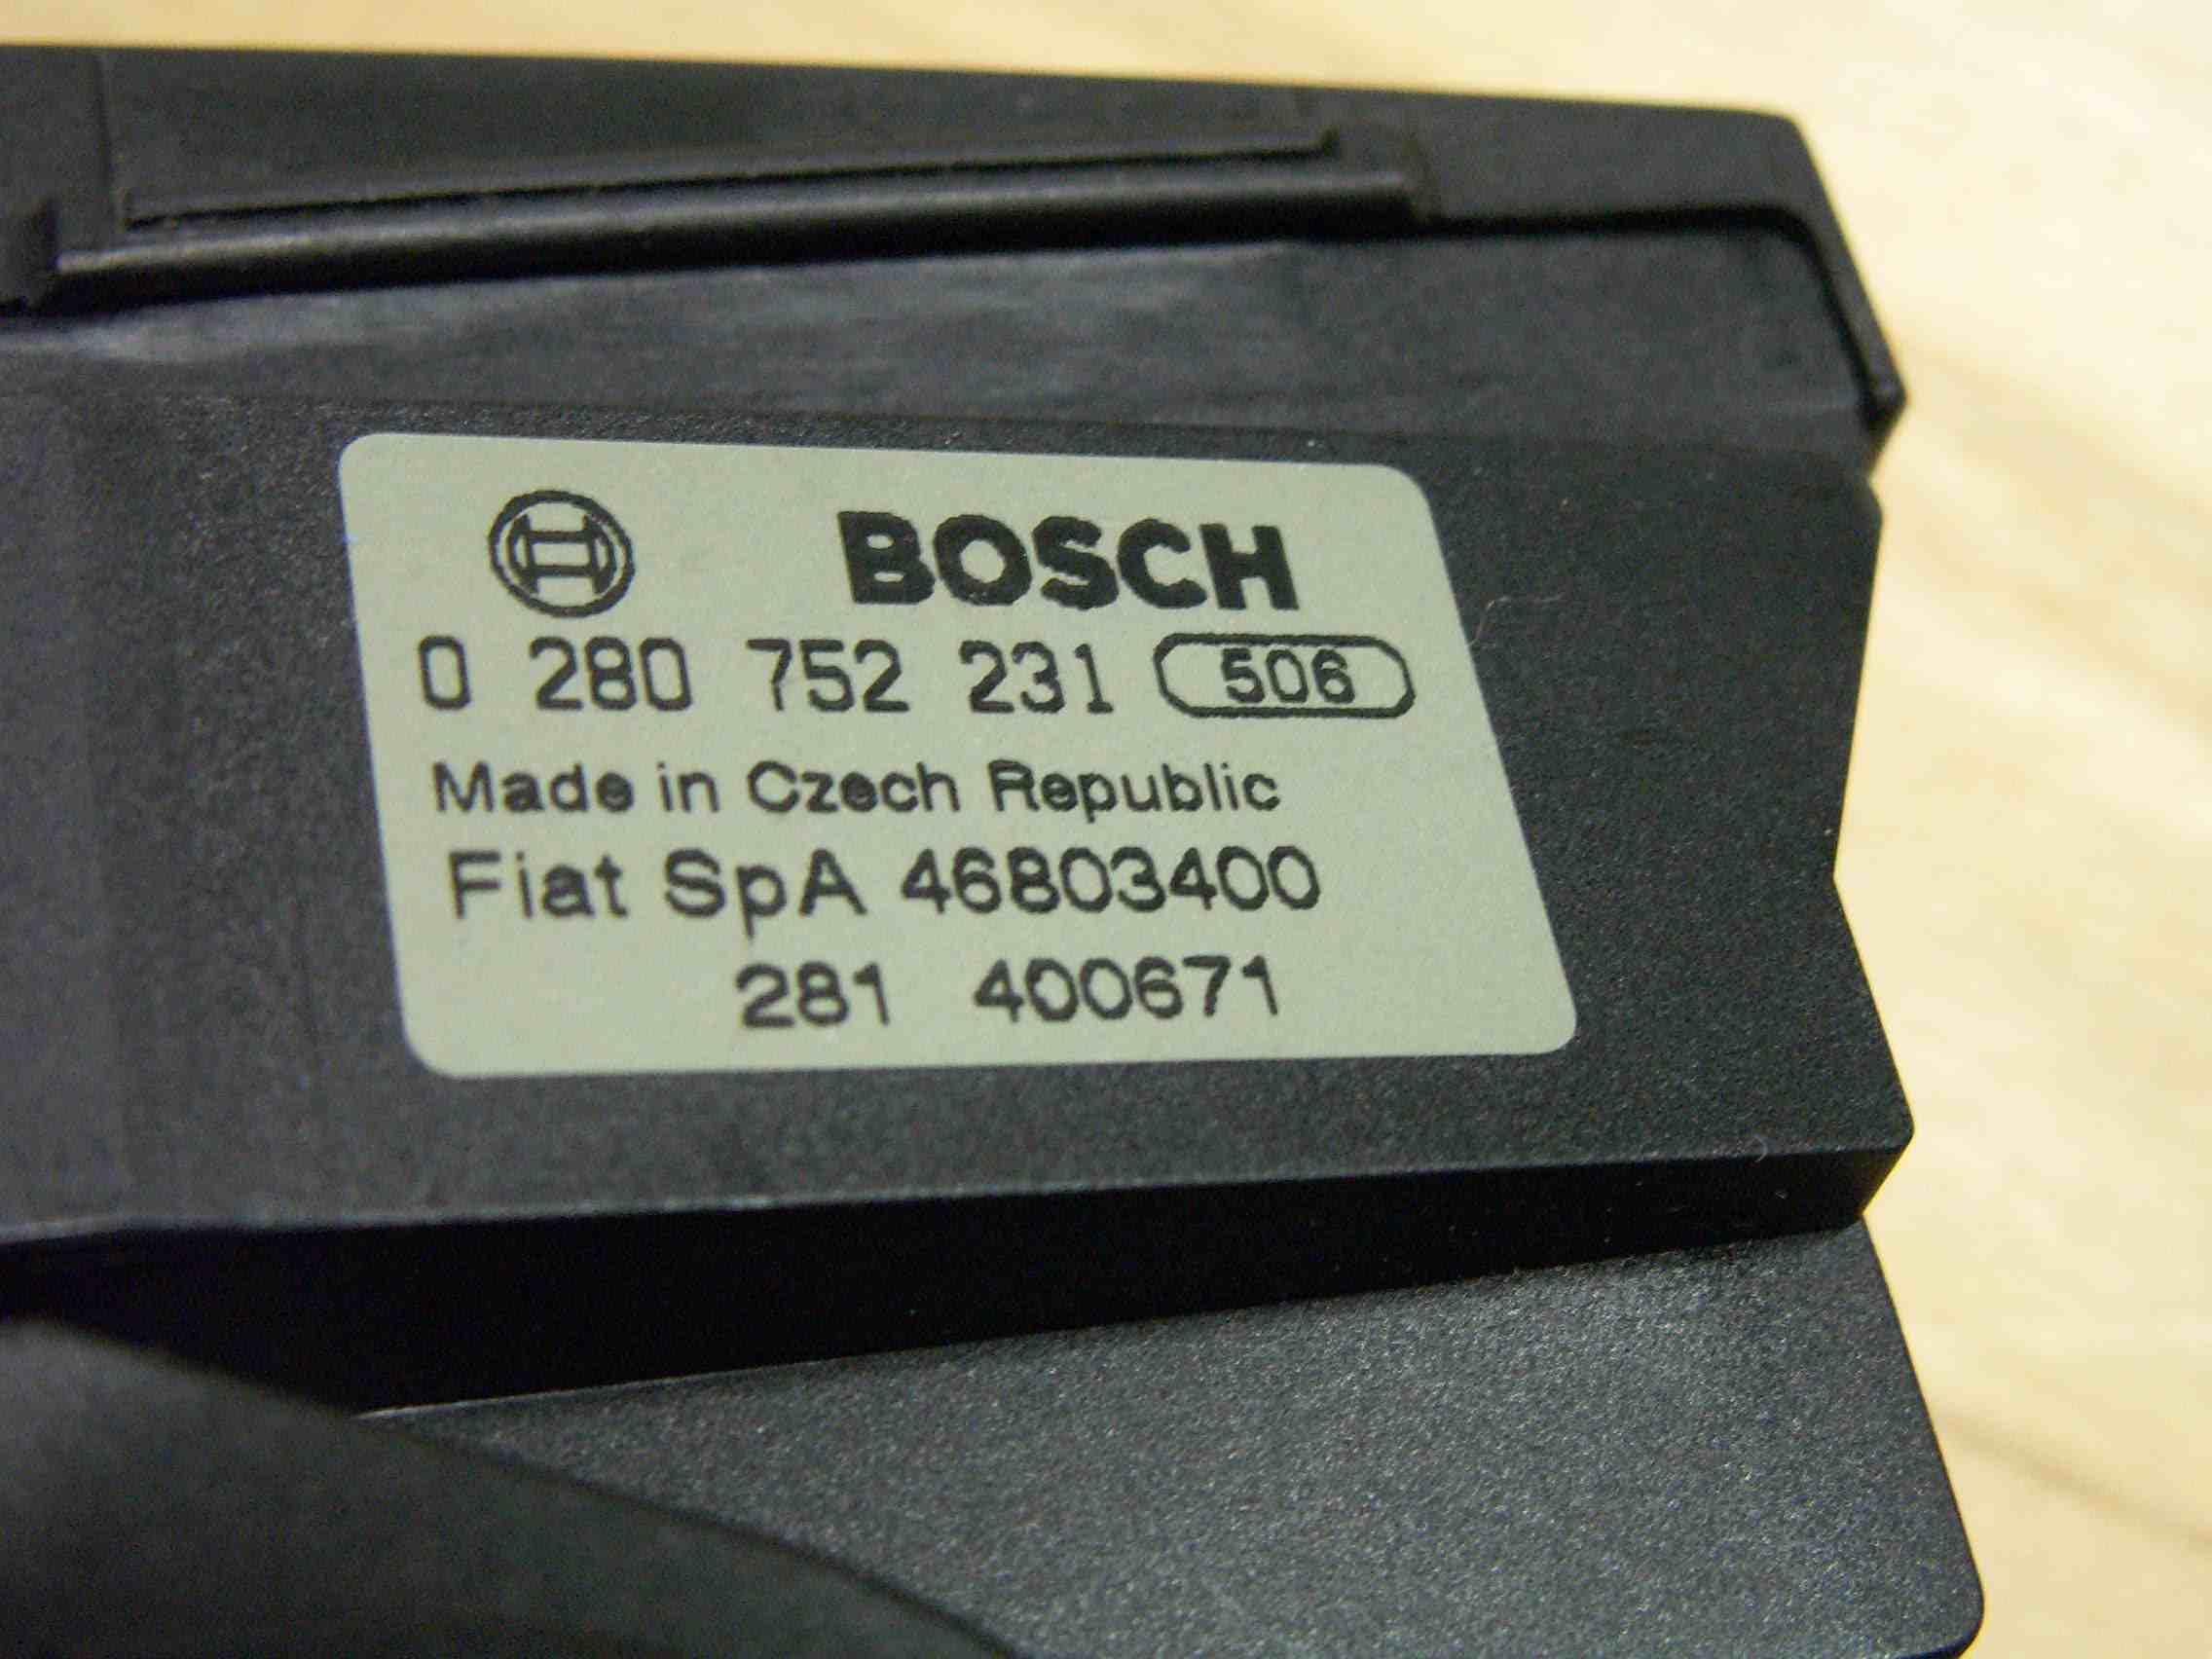 BOSCH
0 280 752 231 506
Made in Czech Republic
Fiat SpA 46803400
281 400671